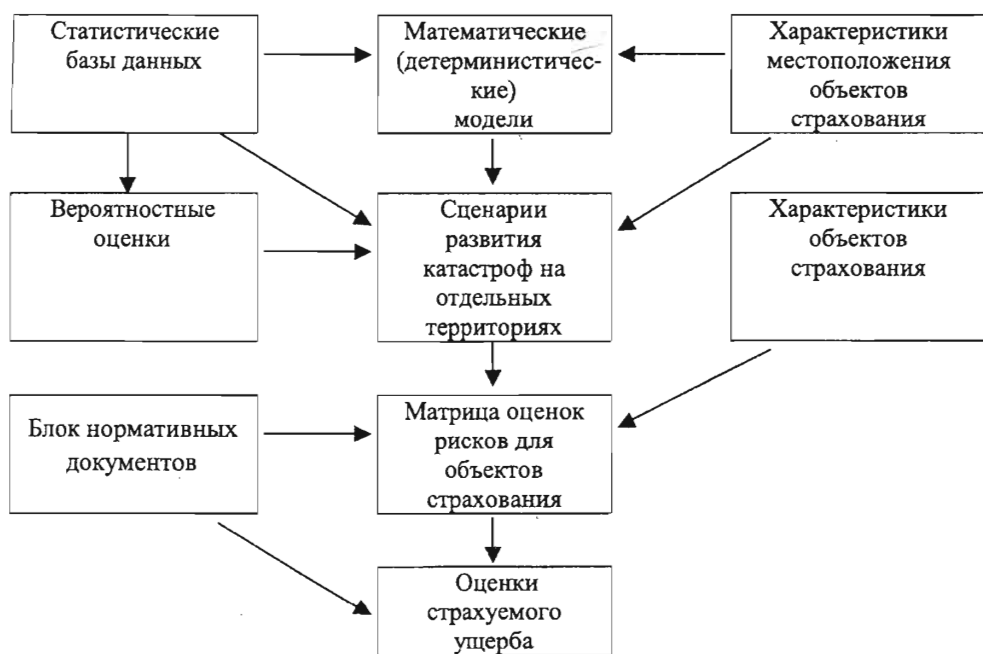 Статистические
базы данных
Математические
(детерминистичес-
кие)
модели
Характеристики
местоположения
объектов
страхования
Вероятностные
оценки
Сценарии
развития
катастроф на
отдельных
территориях
Характеристики
объектов
страхования
Блок нормативных
документов
Матрица оценок
рисков для
объектов
страхования
Оценки
страхуемого
ущерба